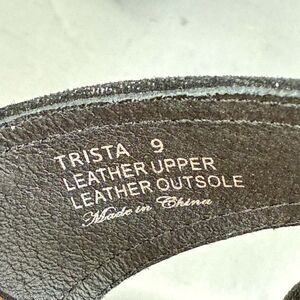 TRISTA 9
LEATHER UPPER
LEATHER OUTSOLE
Made in China